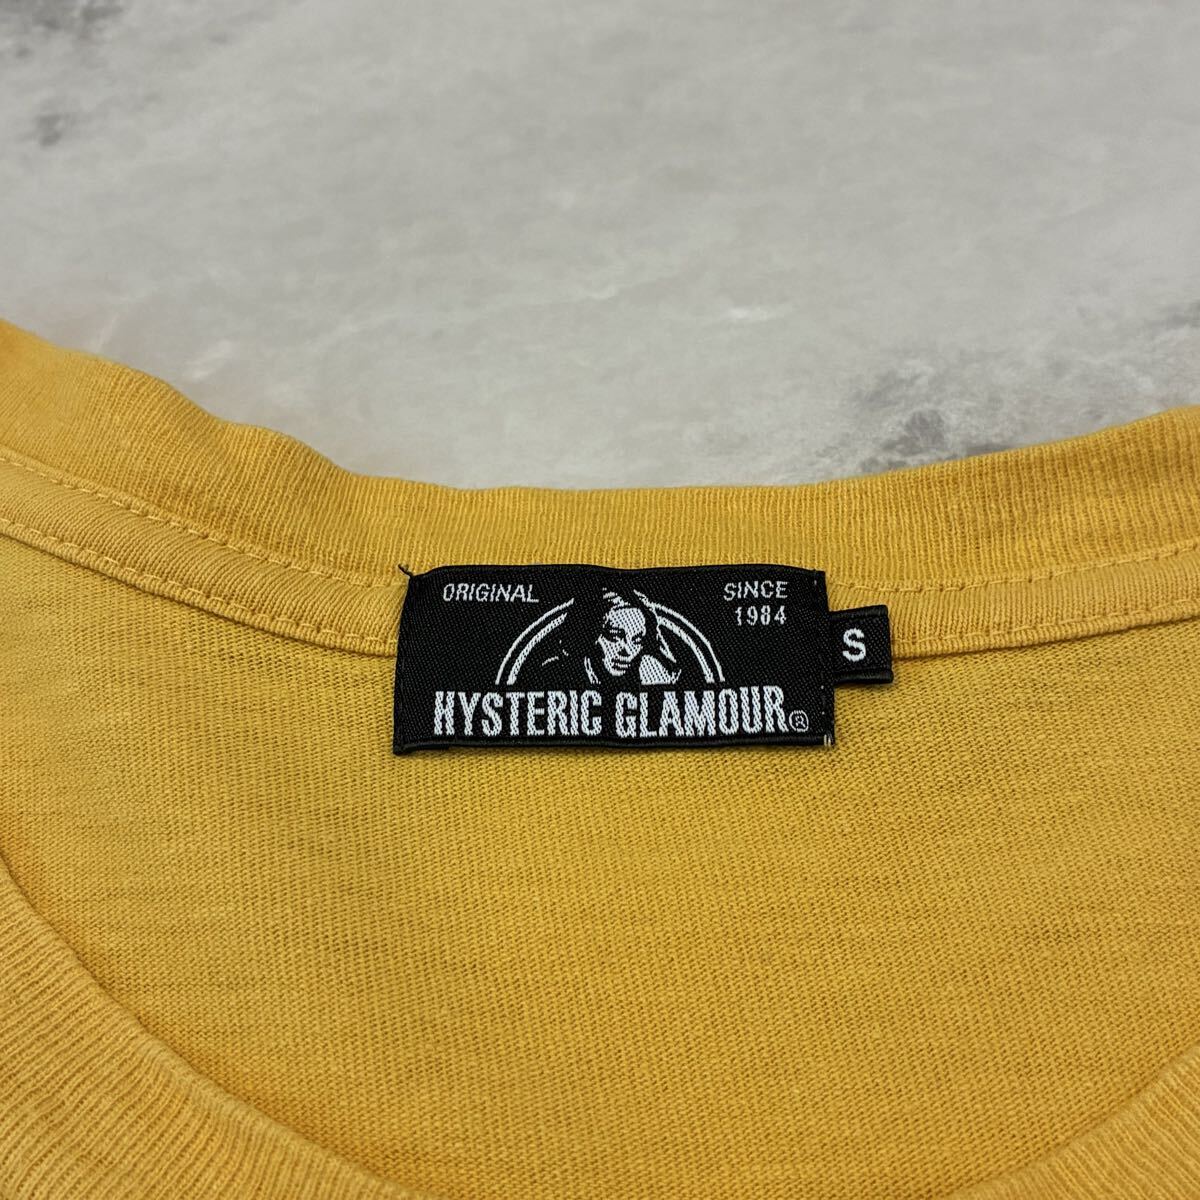 ORIGINAL
SINCE
1984
HYSTERIC GLAMOUR®
S